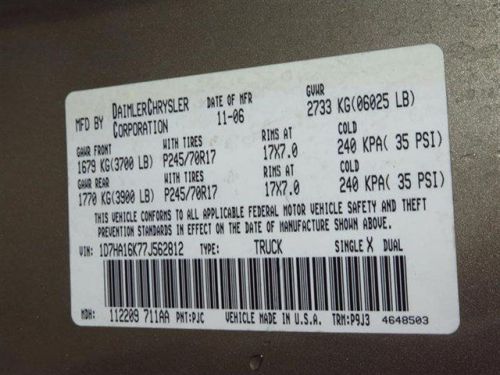 MFD BY DAIMLERCHRYSLER CORPORATION DATE OF MFR 11-06 GVWR 2733 KG(06025 LB)
GAWR FRONT WITH TIRES RIMS AT COLD
1679 KG(3700 LB) P245/70R17 17X7.0 240 KPA( 35 PSI)
GAWR REAR WITH TIRES RIMS AT COLD
1770 KG(3900 LB) P245/70R17 17X7.0 240 KPA( 35 PSI)
THIS VEHICLE CONFORMS TO ALL APPLICABLE FEDERAL MOTOR VEHICLE SAFETY AND THEFT
PREVENTION STANDARDS IN EFFECT ON THE DATE OF MANUFACTURE SHOWN ABOVE
VIN: 1D7HA16K77J562812 TYPE: TRUCK SINGLE X DUAL
MDH: 112209 711AA PNT:PJC VEHICLE MADE IN U.S.A. TRM:P9J3 4648503